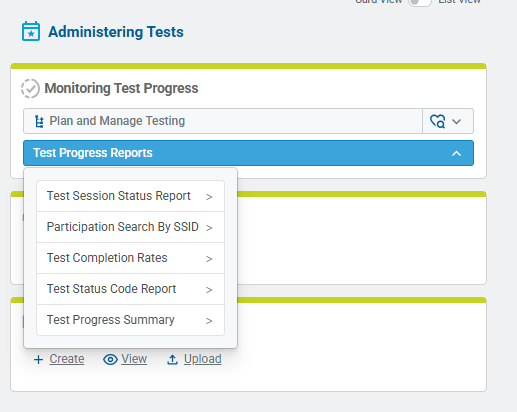 Card View List View
Administering Tests
Monitoring Test Progress
Plan and Manage Testing
Test Progress Reports
Test Session Status Report
Participation Search By SSID
Test Completion Rates
Test Status Code Report
Test Progress Summary
Create View Upload